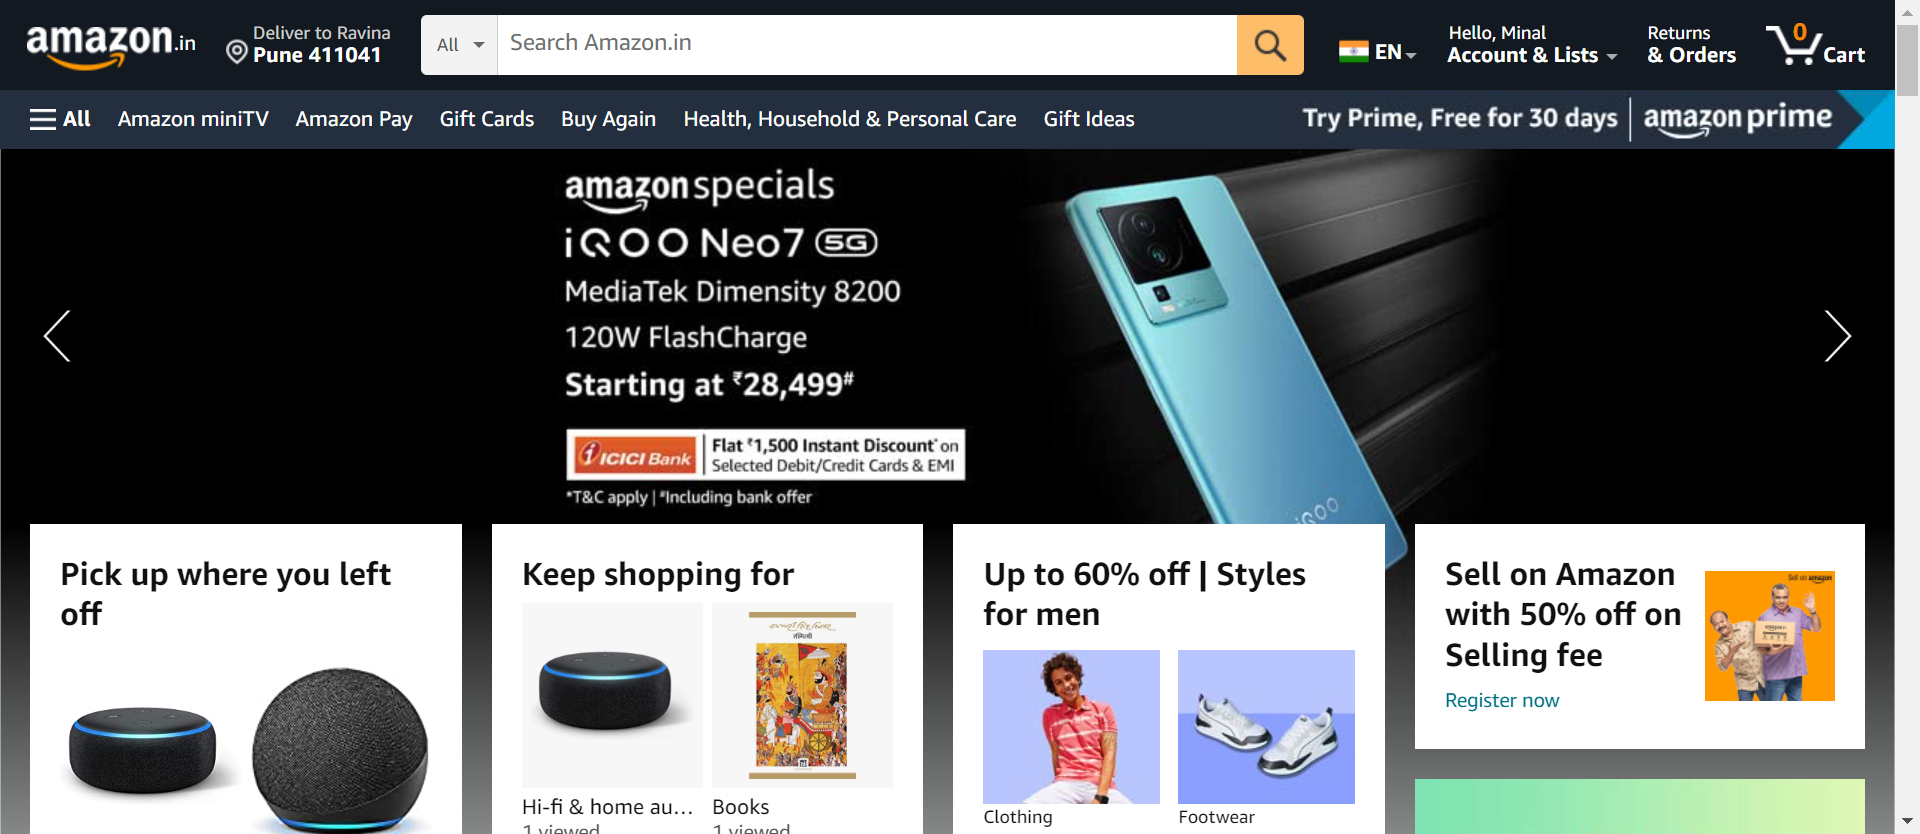 amazon.in
Deliver to Ravina
Pune 411041
All
Search Amazon.in
EN
Hello, Minal
Account & Lists
Returns
& Orders
0
Cart
All
Amazon miniTV
Amazon Pay
Gift Cards
Buy Again
Health, Household & Personal Care
Gift Ideas
Try Prime, Free for 30 days
amazon prime
amazon specials
iQOO Neo7 5G
MediaTek Dimensity 8200
120W FlashCharge
Starting at ₹28,499#
ICICI Bank
Flat ₹1,500 Instant Discount* on
Selected Debit/Credit Cards & EMI
*T&C apply | #Including bank offer
iQOO
Pick up where you left
off
Keep shopping for
Hi-fi & home au...
1 viewed
Books
1 viewed
Up to 60% off | Styles
for men
Clothing
Footwear
Sell on Amazon
with 50% off on
Selling fee
Register now
Sell on amazon